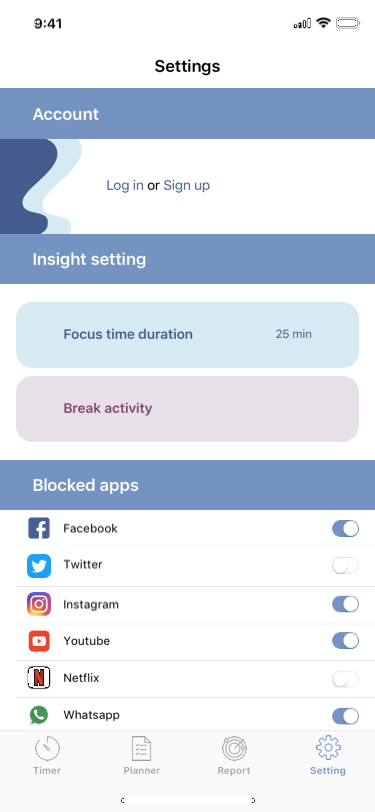 9:41
Settings
Account
Log in or Sign up
Insight setting
Focus time duration 25 min
Break activity
Blocked apps
Facebook
Twitter
Instagram
Youtube
N Netflix
Whatsapp
Timer Planner Report Setting